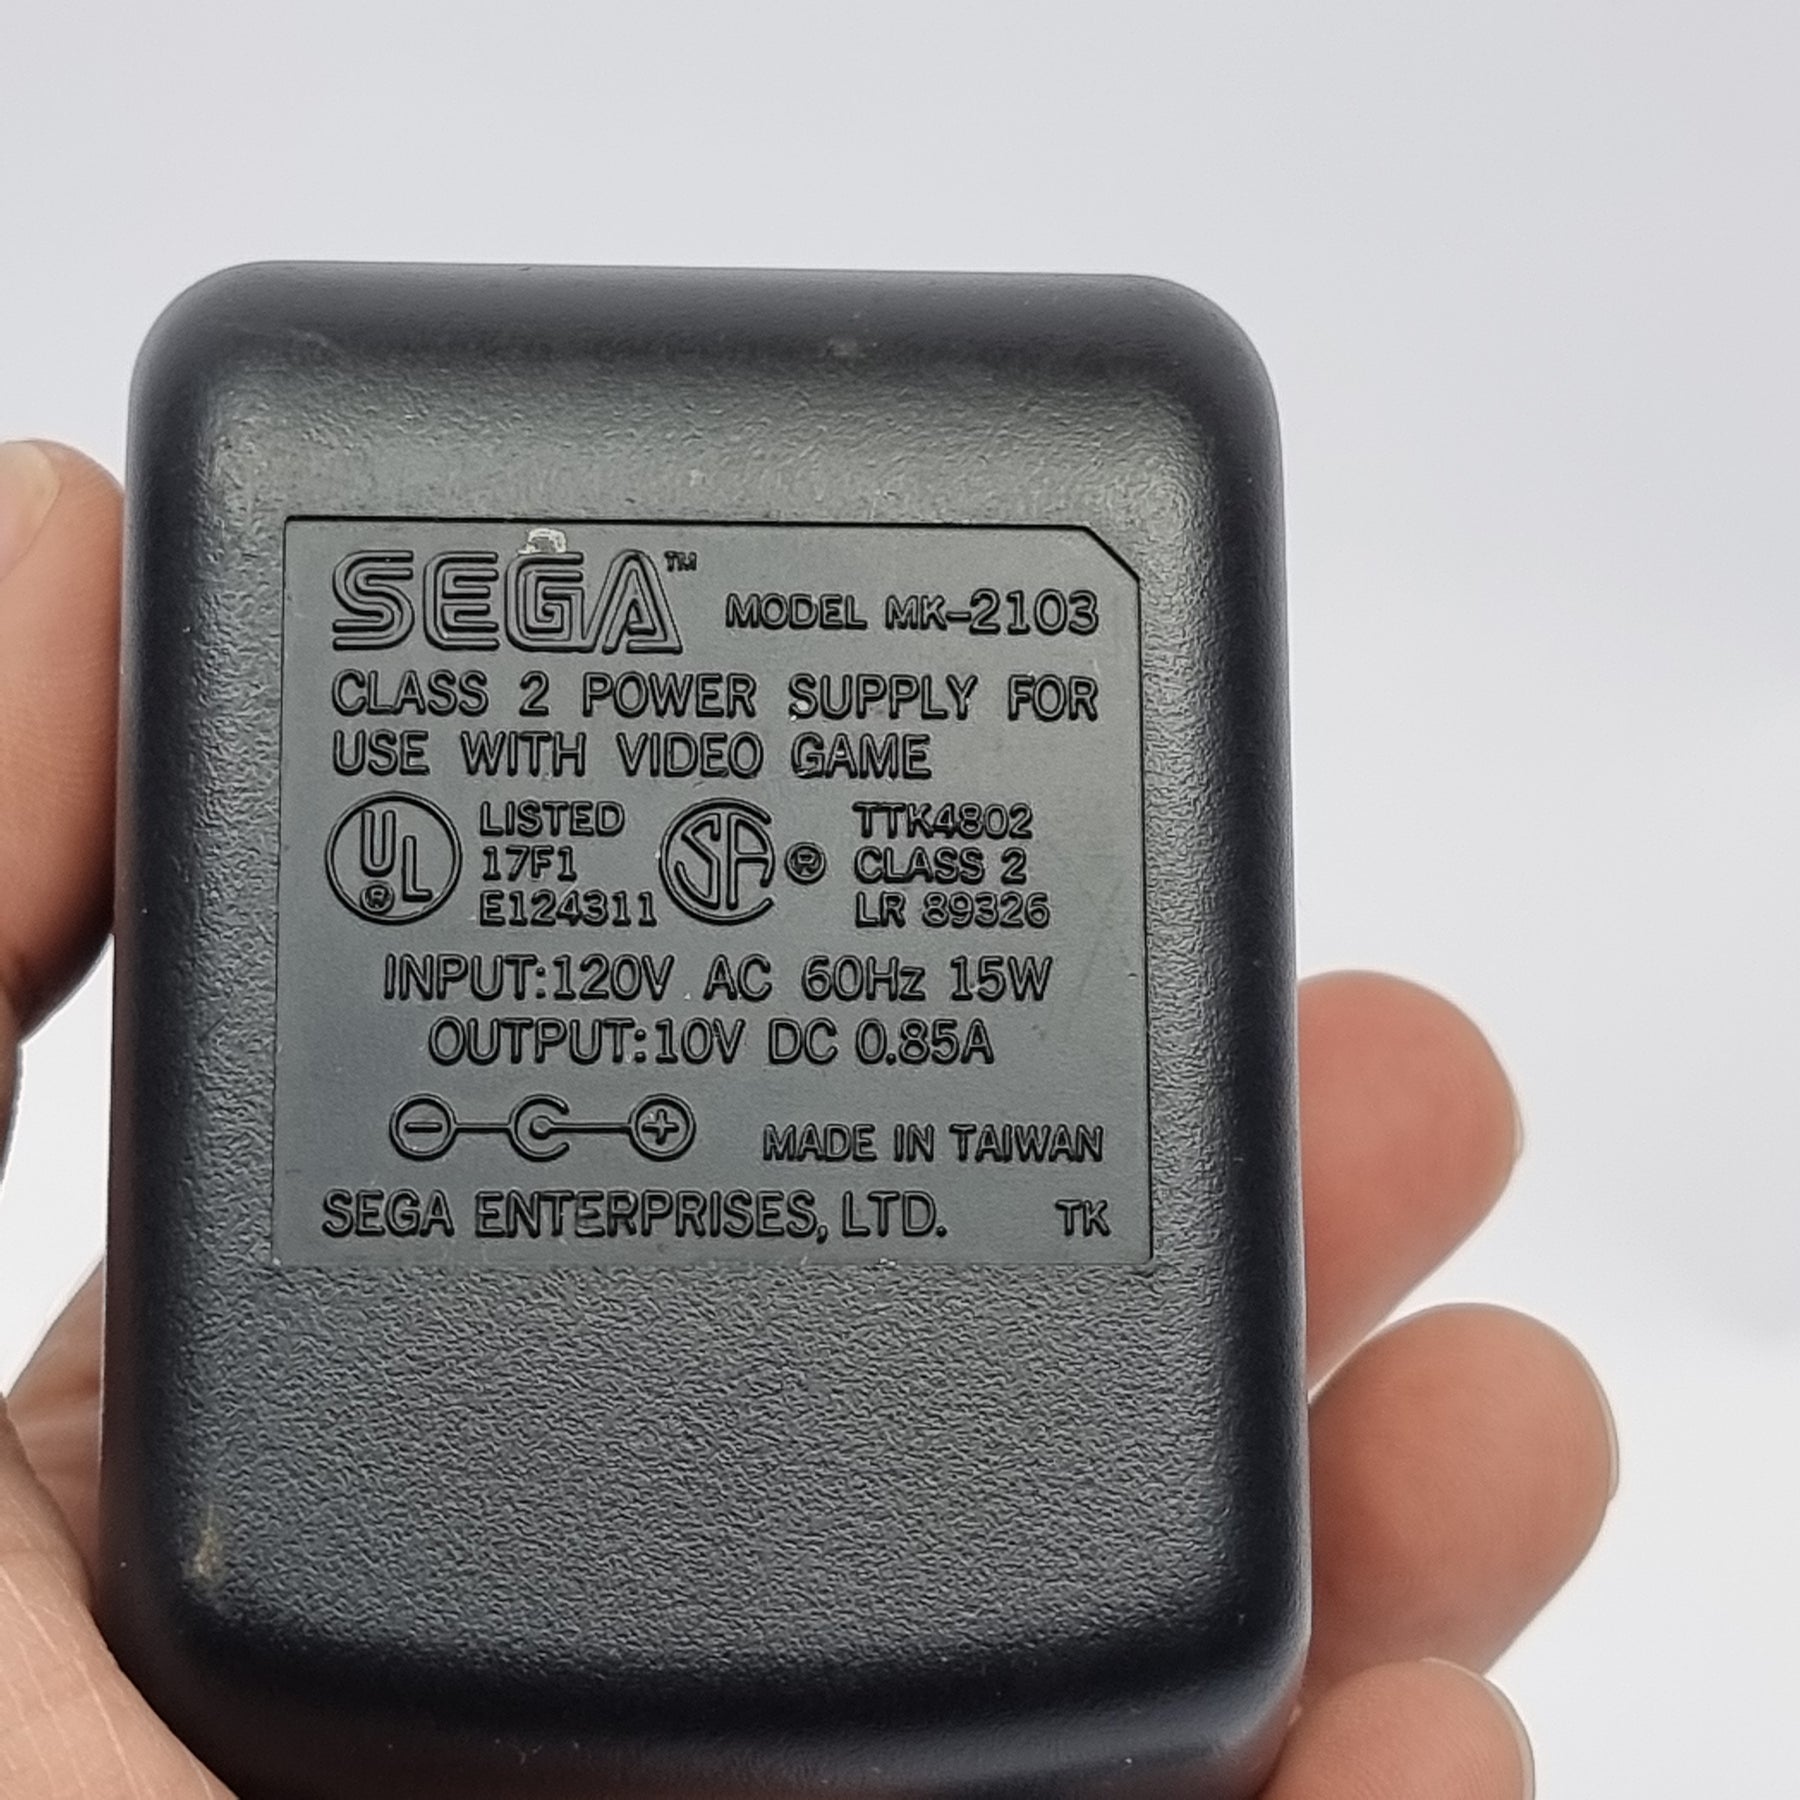 SEGA™ MODEL MK-2103
CLASS 2 POWER SUPPLY FOR
USE WITH VIDEO GAME
UL® LISTED 17F1 E124311
SA® TTK4802 CLASS 2 LR 89326
INPUT:120V AC 60Hz 15W
OUTPUT:10V DC 0.85A
MADE IN TAIWAN
SEGA ENTERPRISES, LTD. TK